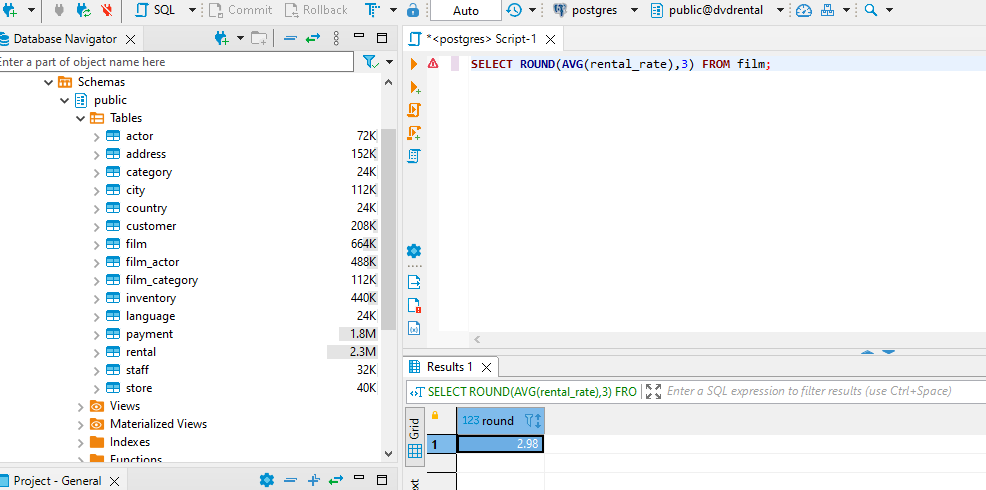 SQL Commit Rollback Auto postgres public@dvdrental
Database Navigator
Enter a part of object name here
Schemas
public
Tables
actor 72K
address 152K
category 24K
city 112K
country 24K
customer 208K
film 664K
film_actor 488K
film_category 112K
inventory 440K
language 24K
payment 1.8M
rental 2.3M
staff 32K
store 40K
Views
Materialized Views
Indexes
Functions
Project - General
*<postgres> Script-1
SELECT ROUND(AVG(rental_rate),3) FROM film;
Results 1
SELECT ROUND(AVG(rental_rate),3) FRO
Enter a SQL expression to filter results (use Ctrl+Space)
Grid
123 round
1 2.98